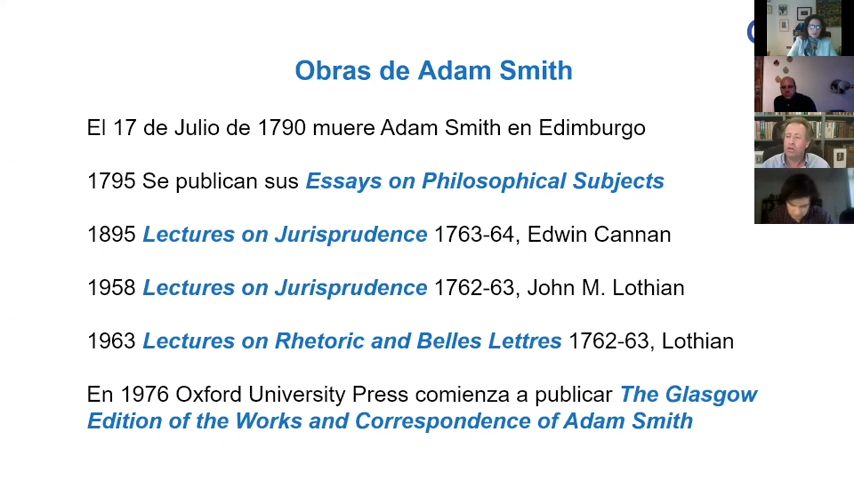 Obras de Adam Smith
El 17 de Julio de 1790 muere Adam Smith en Edimburgo
1795 Se publican sus Essays on Philosophical Subjects
1895 Lectures on Jurisprudence 1763-64, Edwin Cannan
1958 Lectures on Jurisprudence 1762-63, John M. Lothian
1963 Lectures on Rhetoric and Belles Lettres 1762-63, Lothian
En 1976 Oxford University Press comienza a publicar The Glasgow
Edition of the Works and Correspondence of Adam Smith